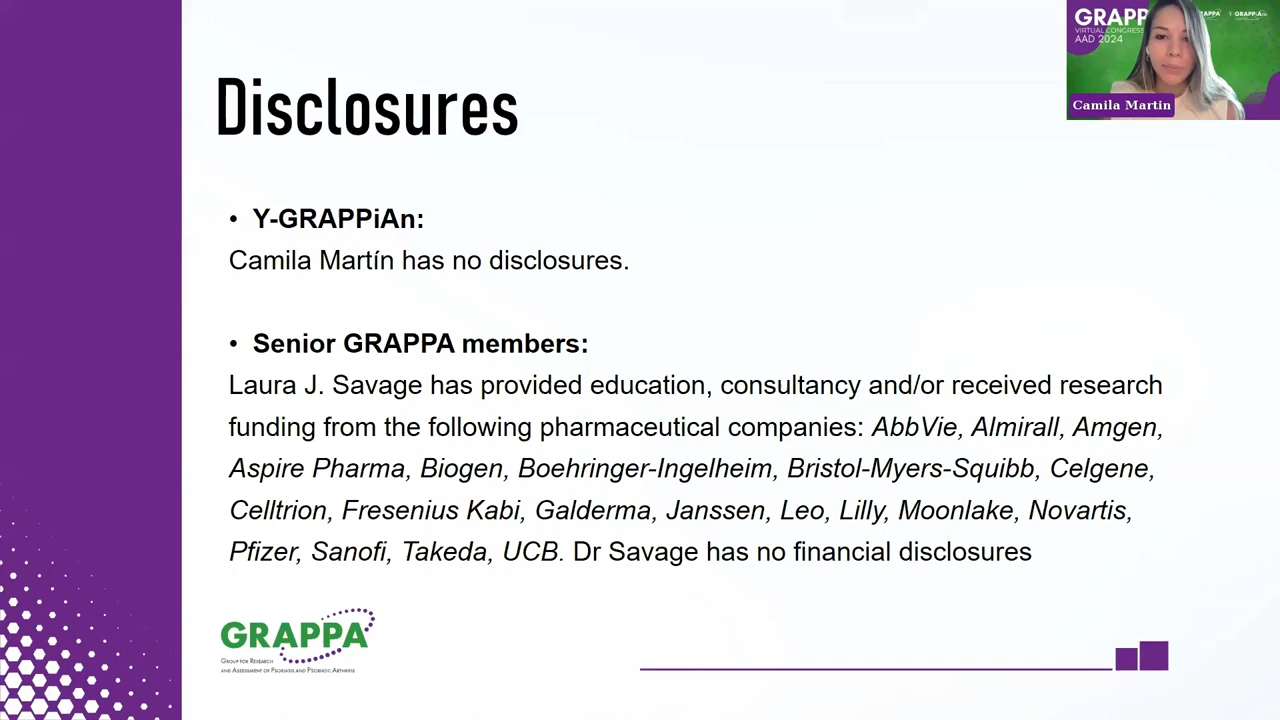 Disclosures
GRAPP
VIRTUAL CONGRESS
AAD 2024
Camila Martin
• Y-GRAPPiAn:
Camila Martín has no disclosures.
• Senior GRAPPA members:
Laura J. Savage has provided education, consultancy and/or received research
funding from the following pharmaceutical companies: AbbVie, Almirall, Amgen,
Aspire Pharma, Biogen, Boehringer-Ingelheim, Bristol-Myers-Squibb, Celgene,
Celltrion, Fresenius Kabi, Galderma, Janssen, Leo, Lilly, Moonlake, Novartis,
Pfizer, Sanofi, Takeda, UCB. Dr Savage has no financial disclosures
GRAPPA
GROUP FOR RESEARCH
AND ASSESSMENT OF PSORIASIS AND PSORIATIC ARTHRITIS